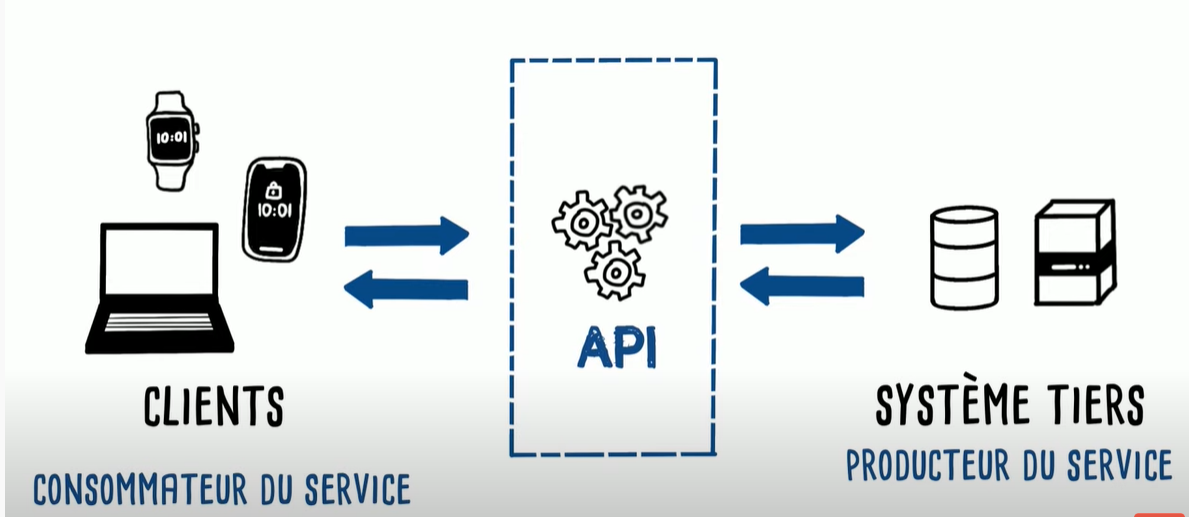 10:01
10:01
API
CLIENTS
SYSTÈME TIERS
CONSOMMATEUR DU SERVICE
PRODUCTEUR DU SERVICE